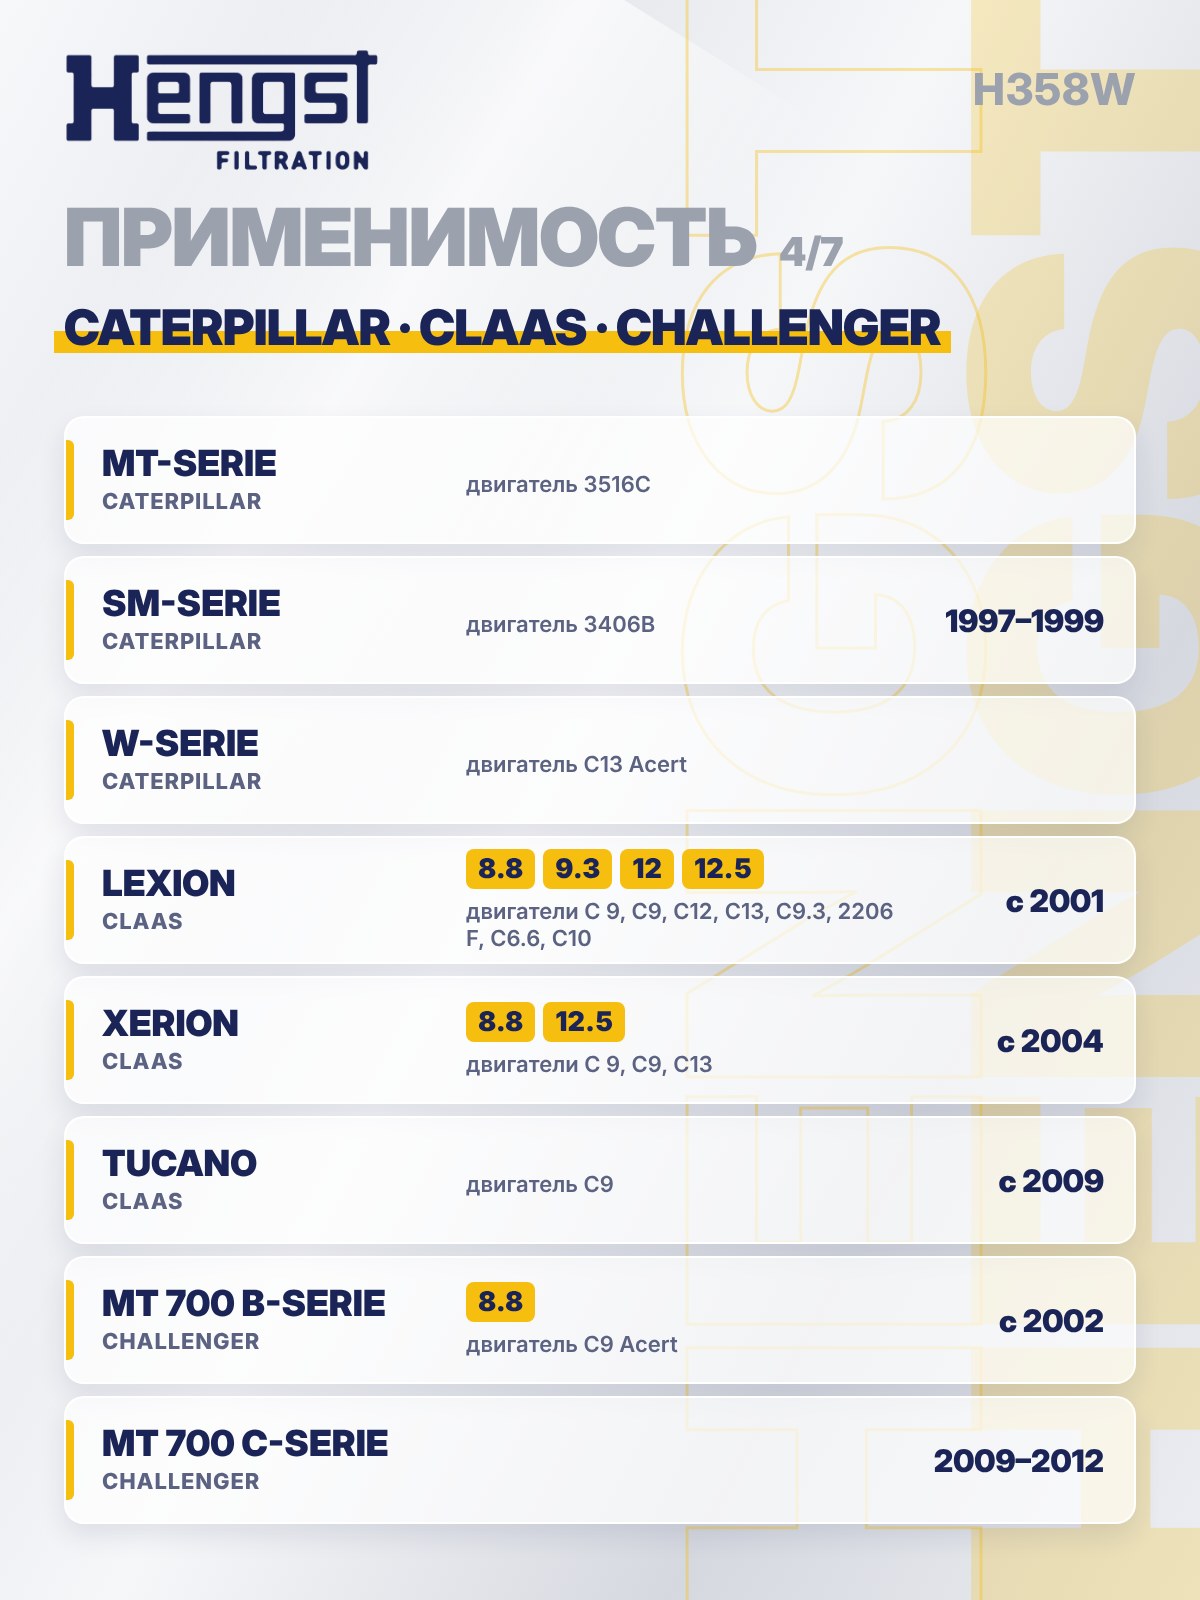 Hengst
FILTRATION
H358W
ПРИМЕНИМОСТЬ 4/7
CATERPILLAR · CLAAS · CHALLENGER
MT-SERIE
CATERPILLAR
двигатель 3516C
SM-SERIE
CATERPILLAR
двигатель 3406B
1997–1999
W-SERIE
CATERPILLAR
двигатель C13 Acert
LEXION
CLAAS
8.8 9.3 12 12.5
двигатели C 9, C9, C12, C13, C9.3, 2206
F, C6.6, C10
с 2001
XERION
CLAAS
8.8 12.5
двигатели C 9, C9, C13
с 2004
TUCANO
CLAAS
двигатель C9
с 2009
MT 700 B-SERIE
CHALLENGER
8.8
двигатель C9 Acert
с 2002
MT 700 C-SERIE
CHALLENGER
2009–2012
HENGST
HENGST